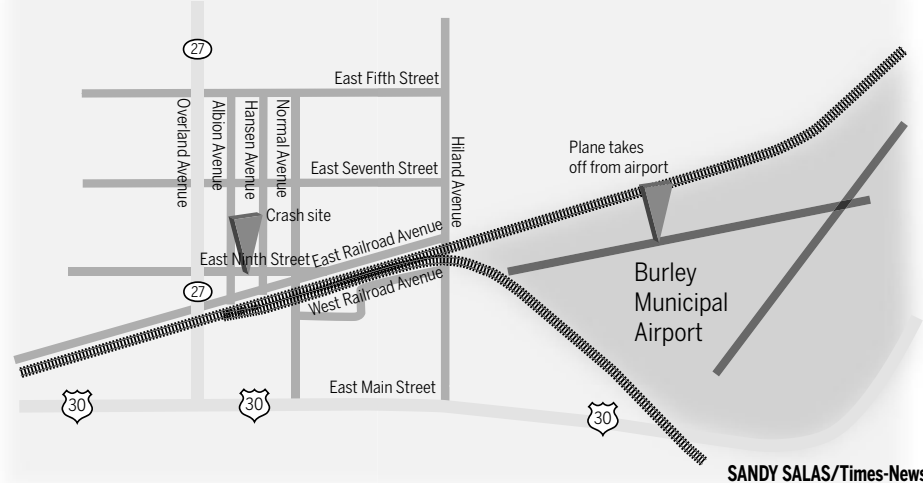 27
East Fifth Street
Overland Avenue
Albion Avenue
Hansen Avenue
Normal Avenue
Hiland Avenue
Plane takes
off from airport
East Seventh Street
Crash site
East Ninth Street
East Railroad Avenue
West Railroad Avenue
27
Burley
Municipal
Airport
East Main Street
30
30
30
SANDY SALAS/Times-News